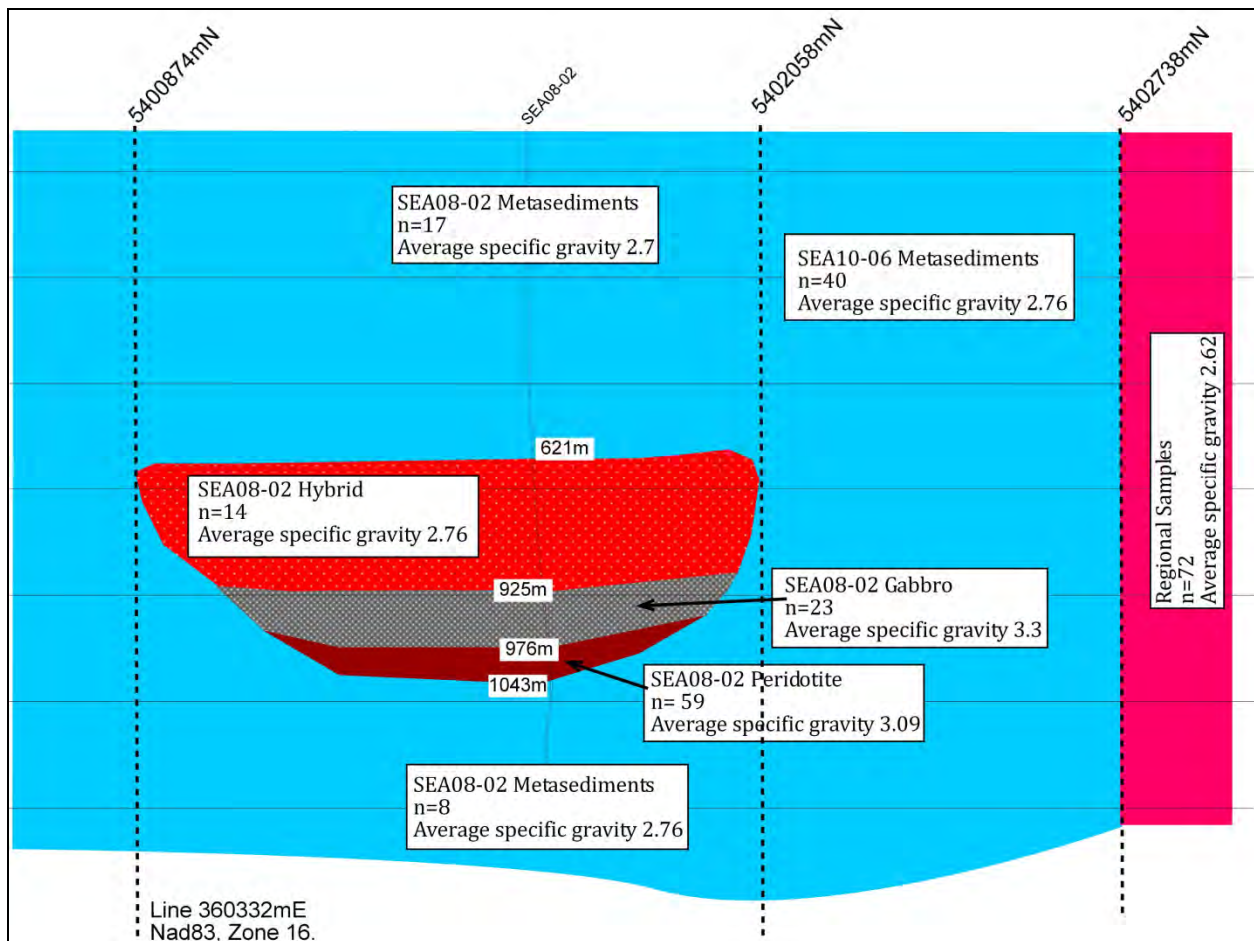 5400874mN
SEA08-02
5402058mN
5402738mN
SEA08-02 Metasediments
n=17
Average specific gravity 2.7
SEA10-06 Metasediments
n=40
Average specific gravity 2.76
Regional Samples
n=72
Average specific gravity 2.62
621m
SEA08-02 Hybrid
n=14
Average specific gravity 2.76
925m
SEA08-02 Gabbro
n=23
Average specific gravity 3.3
976m
1043m
SEA08-02 Peridotite
n= 59
Average specific gravity 3.09
SEA08-02 Metasediments
n=8
Average specific gravity 2.76
Line 360332mE
Nad83, Zone 16.